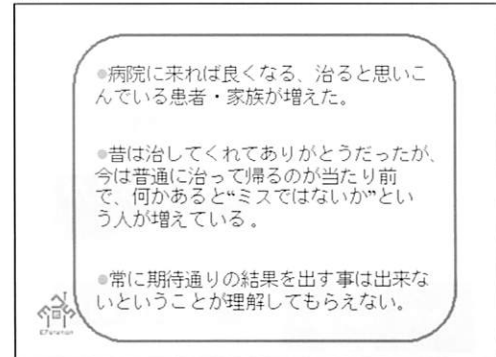 ●病院に来れば良くなる、治ると思いこ
んでいる患者・家族が増えた。
●昔は治してくれてありがとうだったが、
今は普通に治って帰るのが当たり前
で、何かあると“ミスではないか”とい
う人が増えている。
●常に期待通りの結果を出す事は出来な
いということが理解してもらえない。